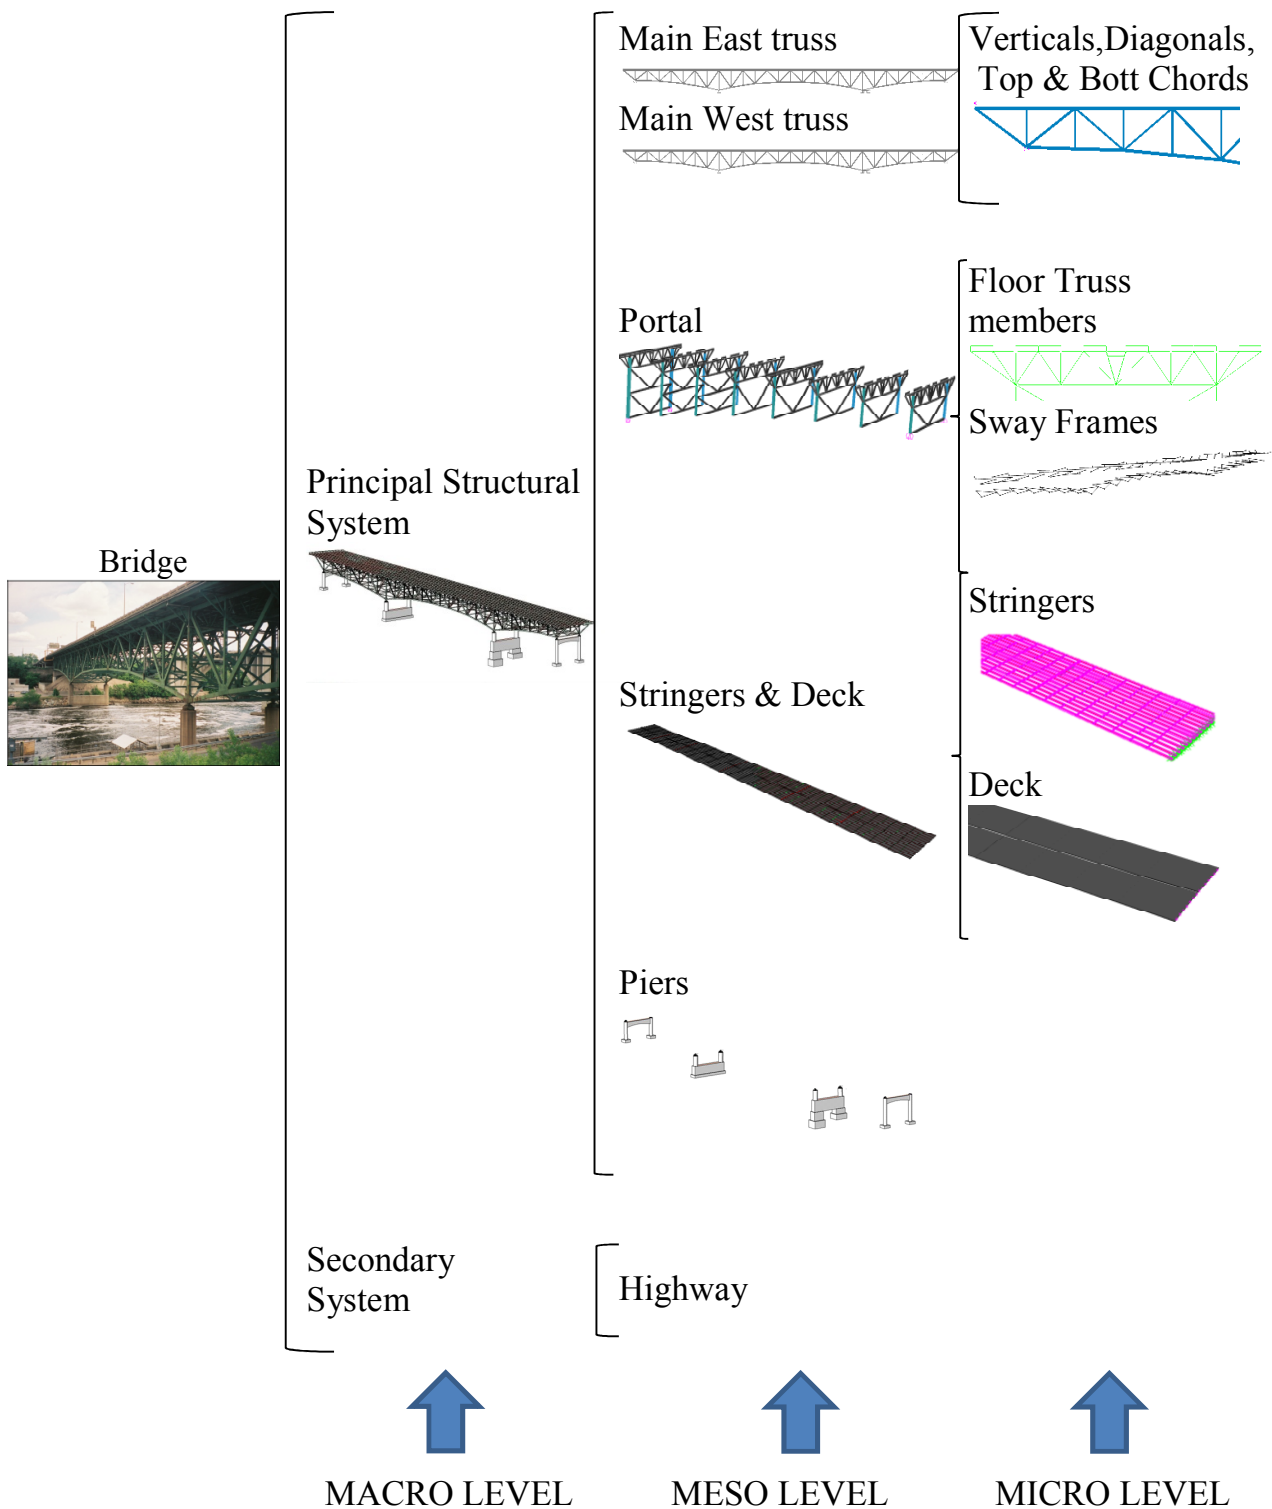 Bridge
Principal Structural
System
Secondary
System
Main East truss
Main West truss
Portal
Stringers & Deck
Piers
Highway
Verticals,Diagonals,
Top & Bott Chords
Floor Truss
members
Sway Frames
Stringers
Deck
MACRO LEVEL
MESO LEVEL
MICRO LEVEL